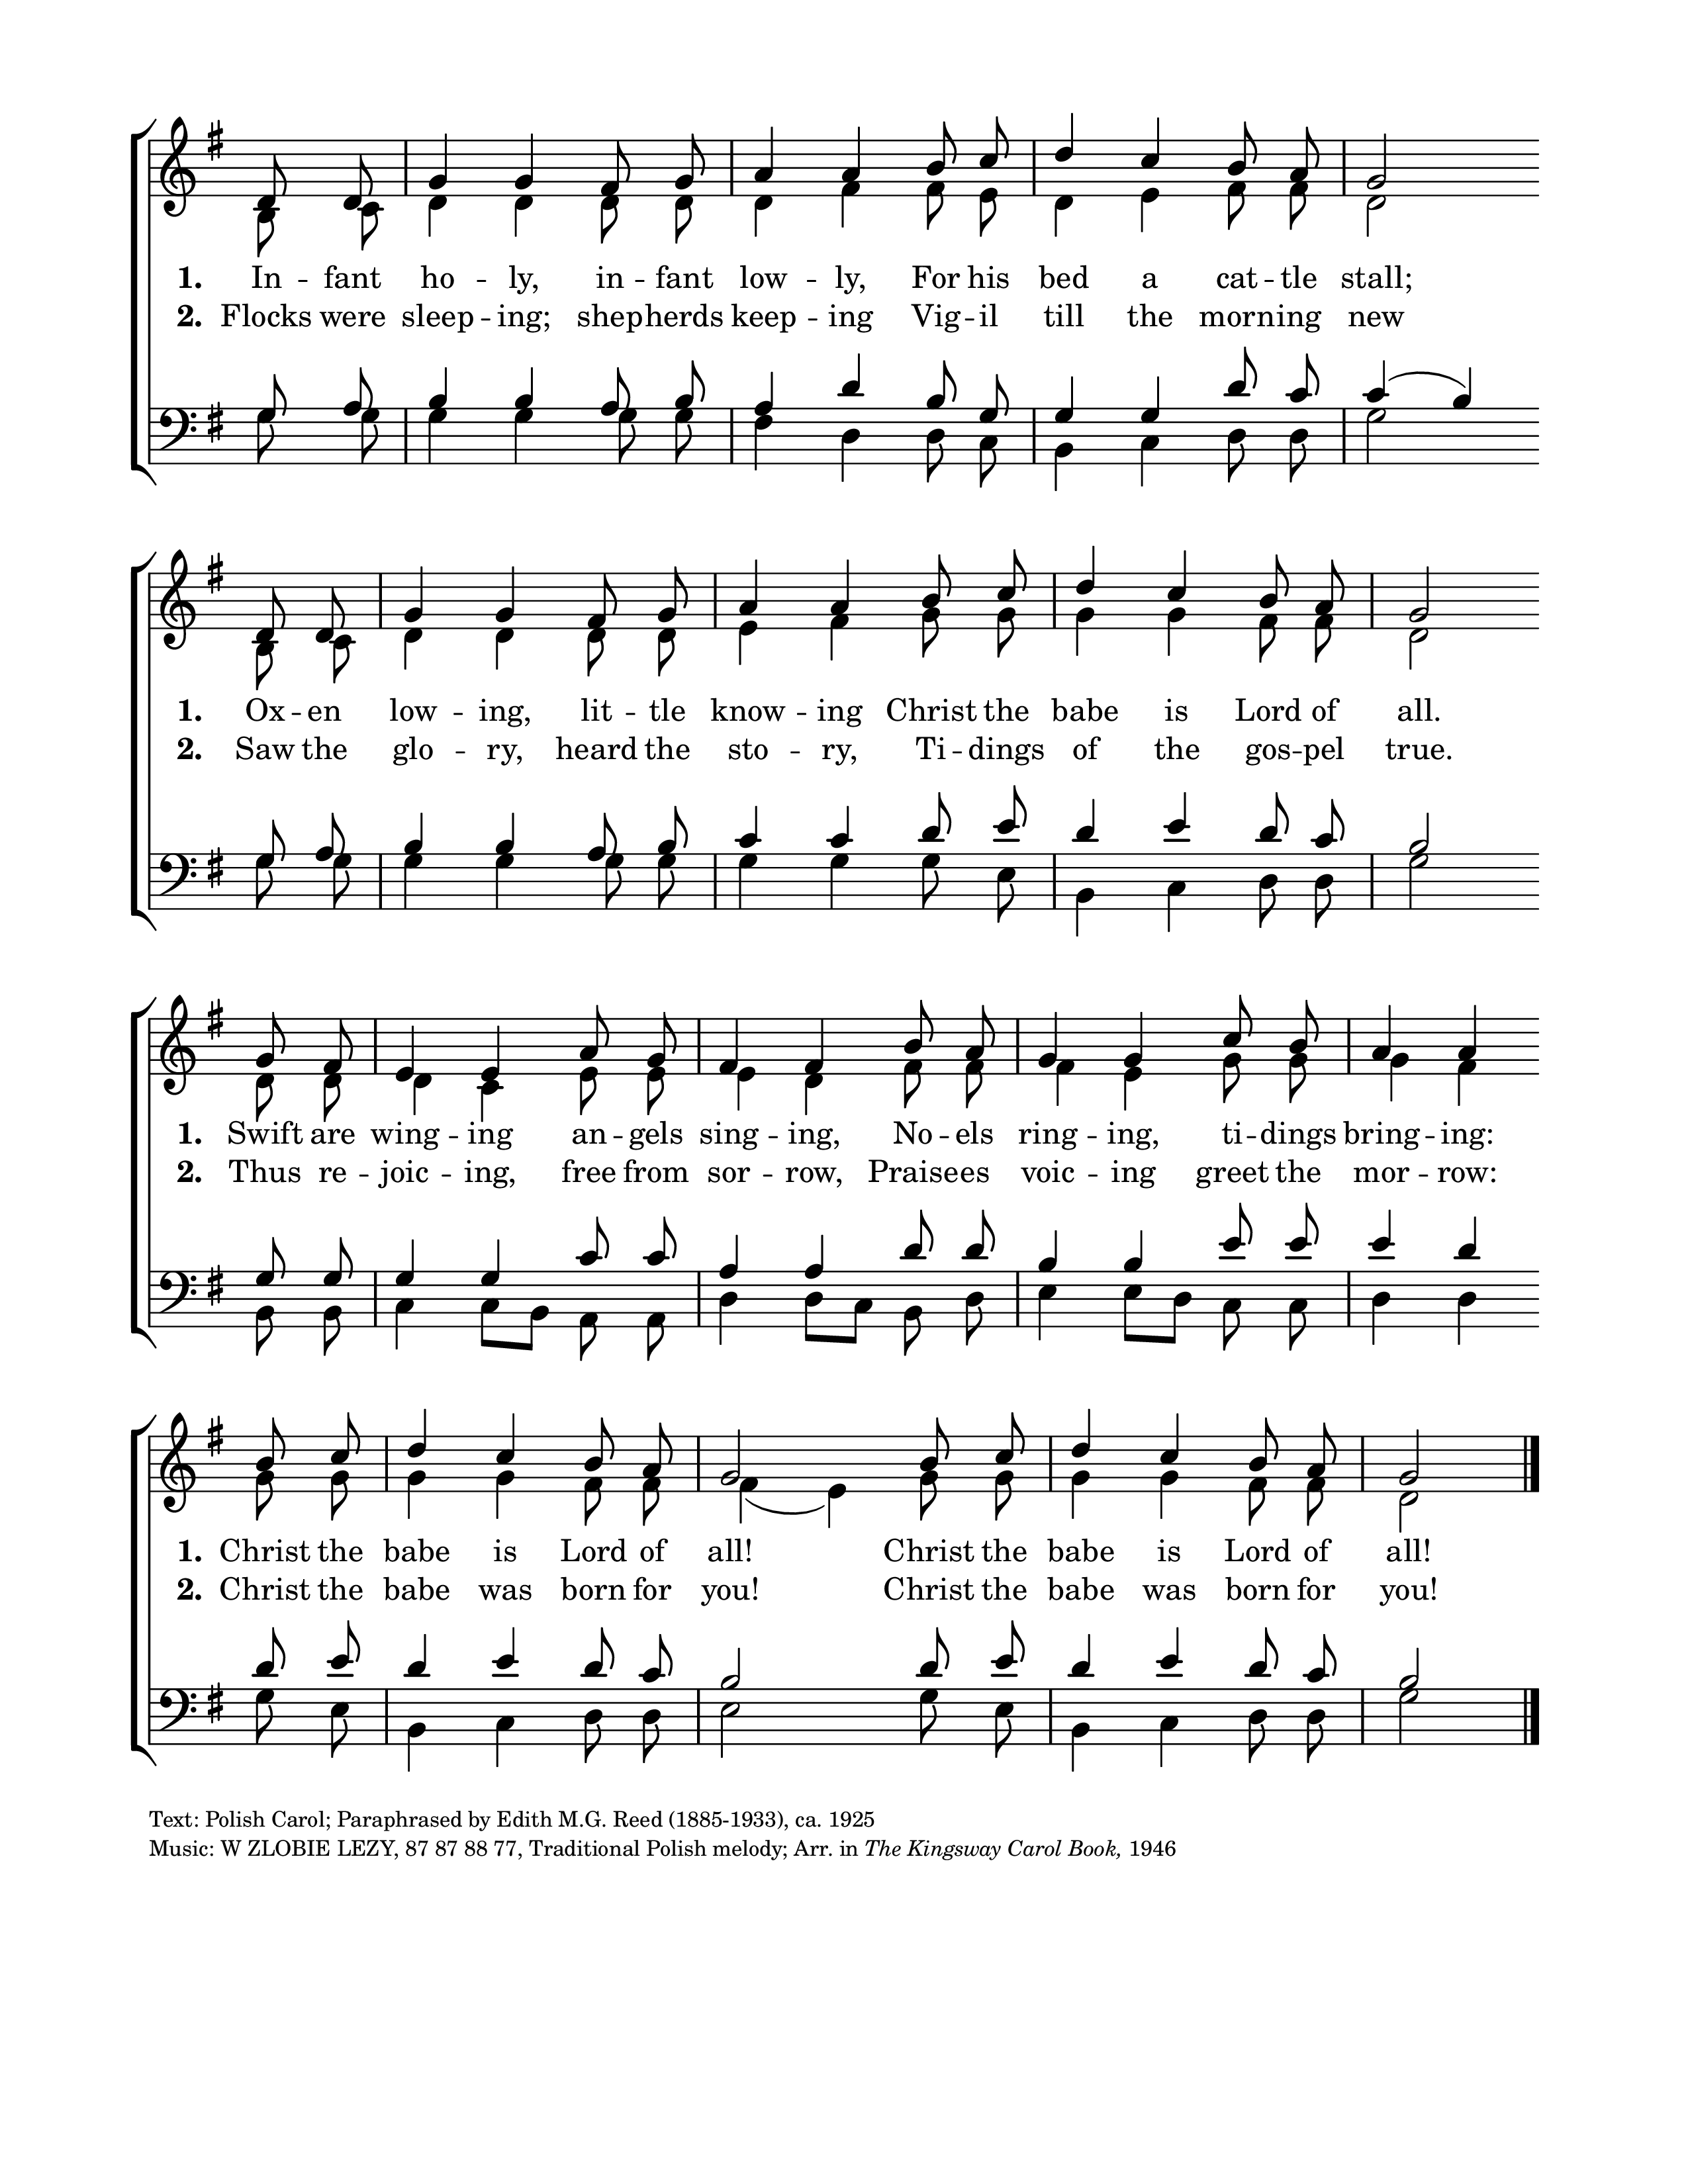 1. In -- fant ho -- ly, in -- fant low -- ly, For his bed a cat -- tle stall;
2. Flocks were sleep -- ing; shepherds keep -- ing Vig -- il till the morning new
1. Ox -- en low -- ing, lit -- tle know -- ing Christ the babe is Lord of all.
2. Saw the glo -- ry, heard the sto -- ry, Ti -- dings of the gos -- pel true.
1. Swift are wing -- ing an -- gels sing -- ing, No -- els ring -- ing, ti -- dings bring -- ing:
2. Thus re -- joic -- ing, free from sor -- row, Praise -- es voic -- ing greet the mor -- row:
1. Christ the babe is Lord of all! Christ the babe is Lord of all!
2. Christ the babe was born for you! Christ the babe was born for you!
Text: Polish Carol; Paraphrased by Edith M.G. Reed (1885-1933), ca. 1925
Music: W ZLOBIE LEZY, 87 87 88 77, Traditional Polish melody; Arr. in The Kingsway Carol Book, 1946